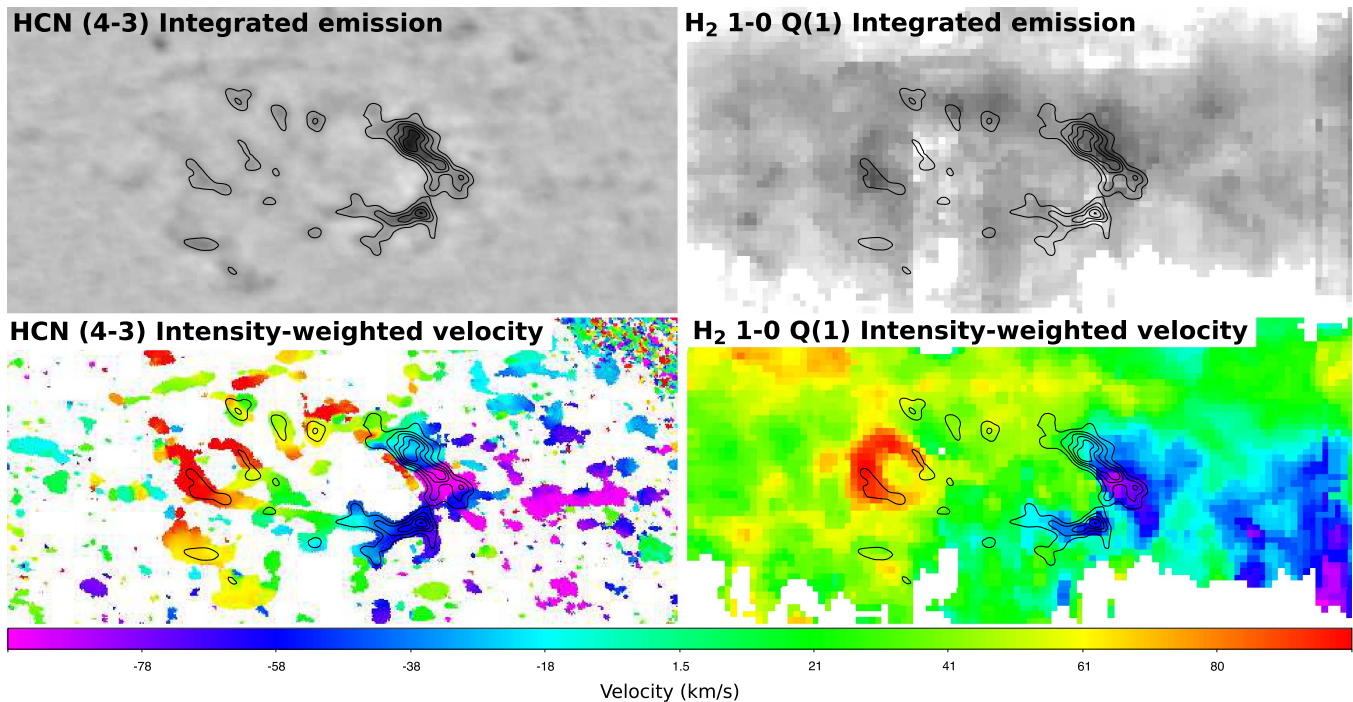 HCN (4-3) Integrated emission
H₂ 1-0 Q(1) Integrated emission
HCN (4-3) Intensity-weighted velocity
H₂ 1-0 Q(1) Intensity-weighted velocity
-78 -58 -38 -18 1.5 21 41 61 80
Velocity (km/s)